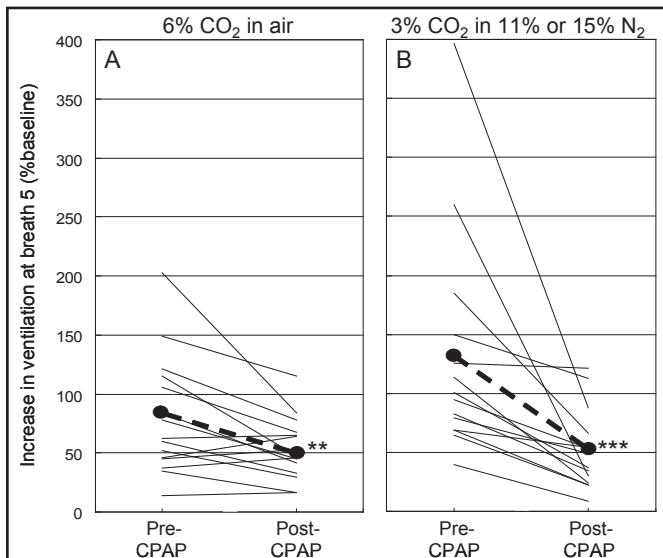 6% CO₂ in air
3% CO₂ in 11% or 15% N₂
A
B
Increase in ventilation at breath 5 (%baseline)
400
350
300
250
200
150
100
50
0
**
***
Pre-
CPAP
Post-
CPAP
Pre-
CPAP
Post-
CPAP